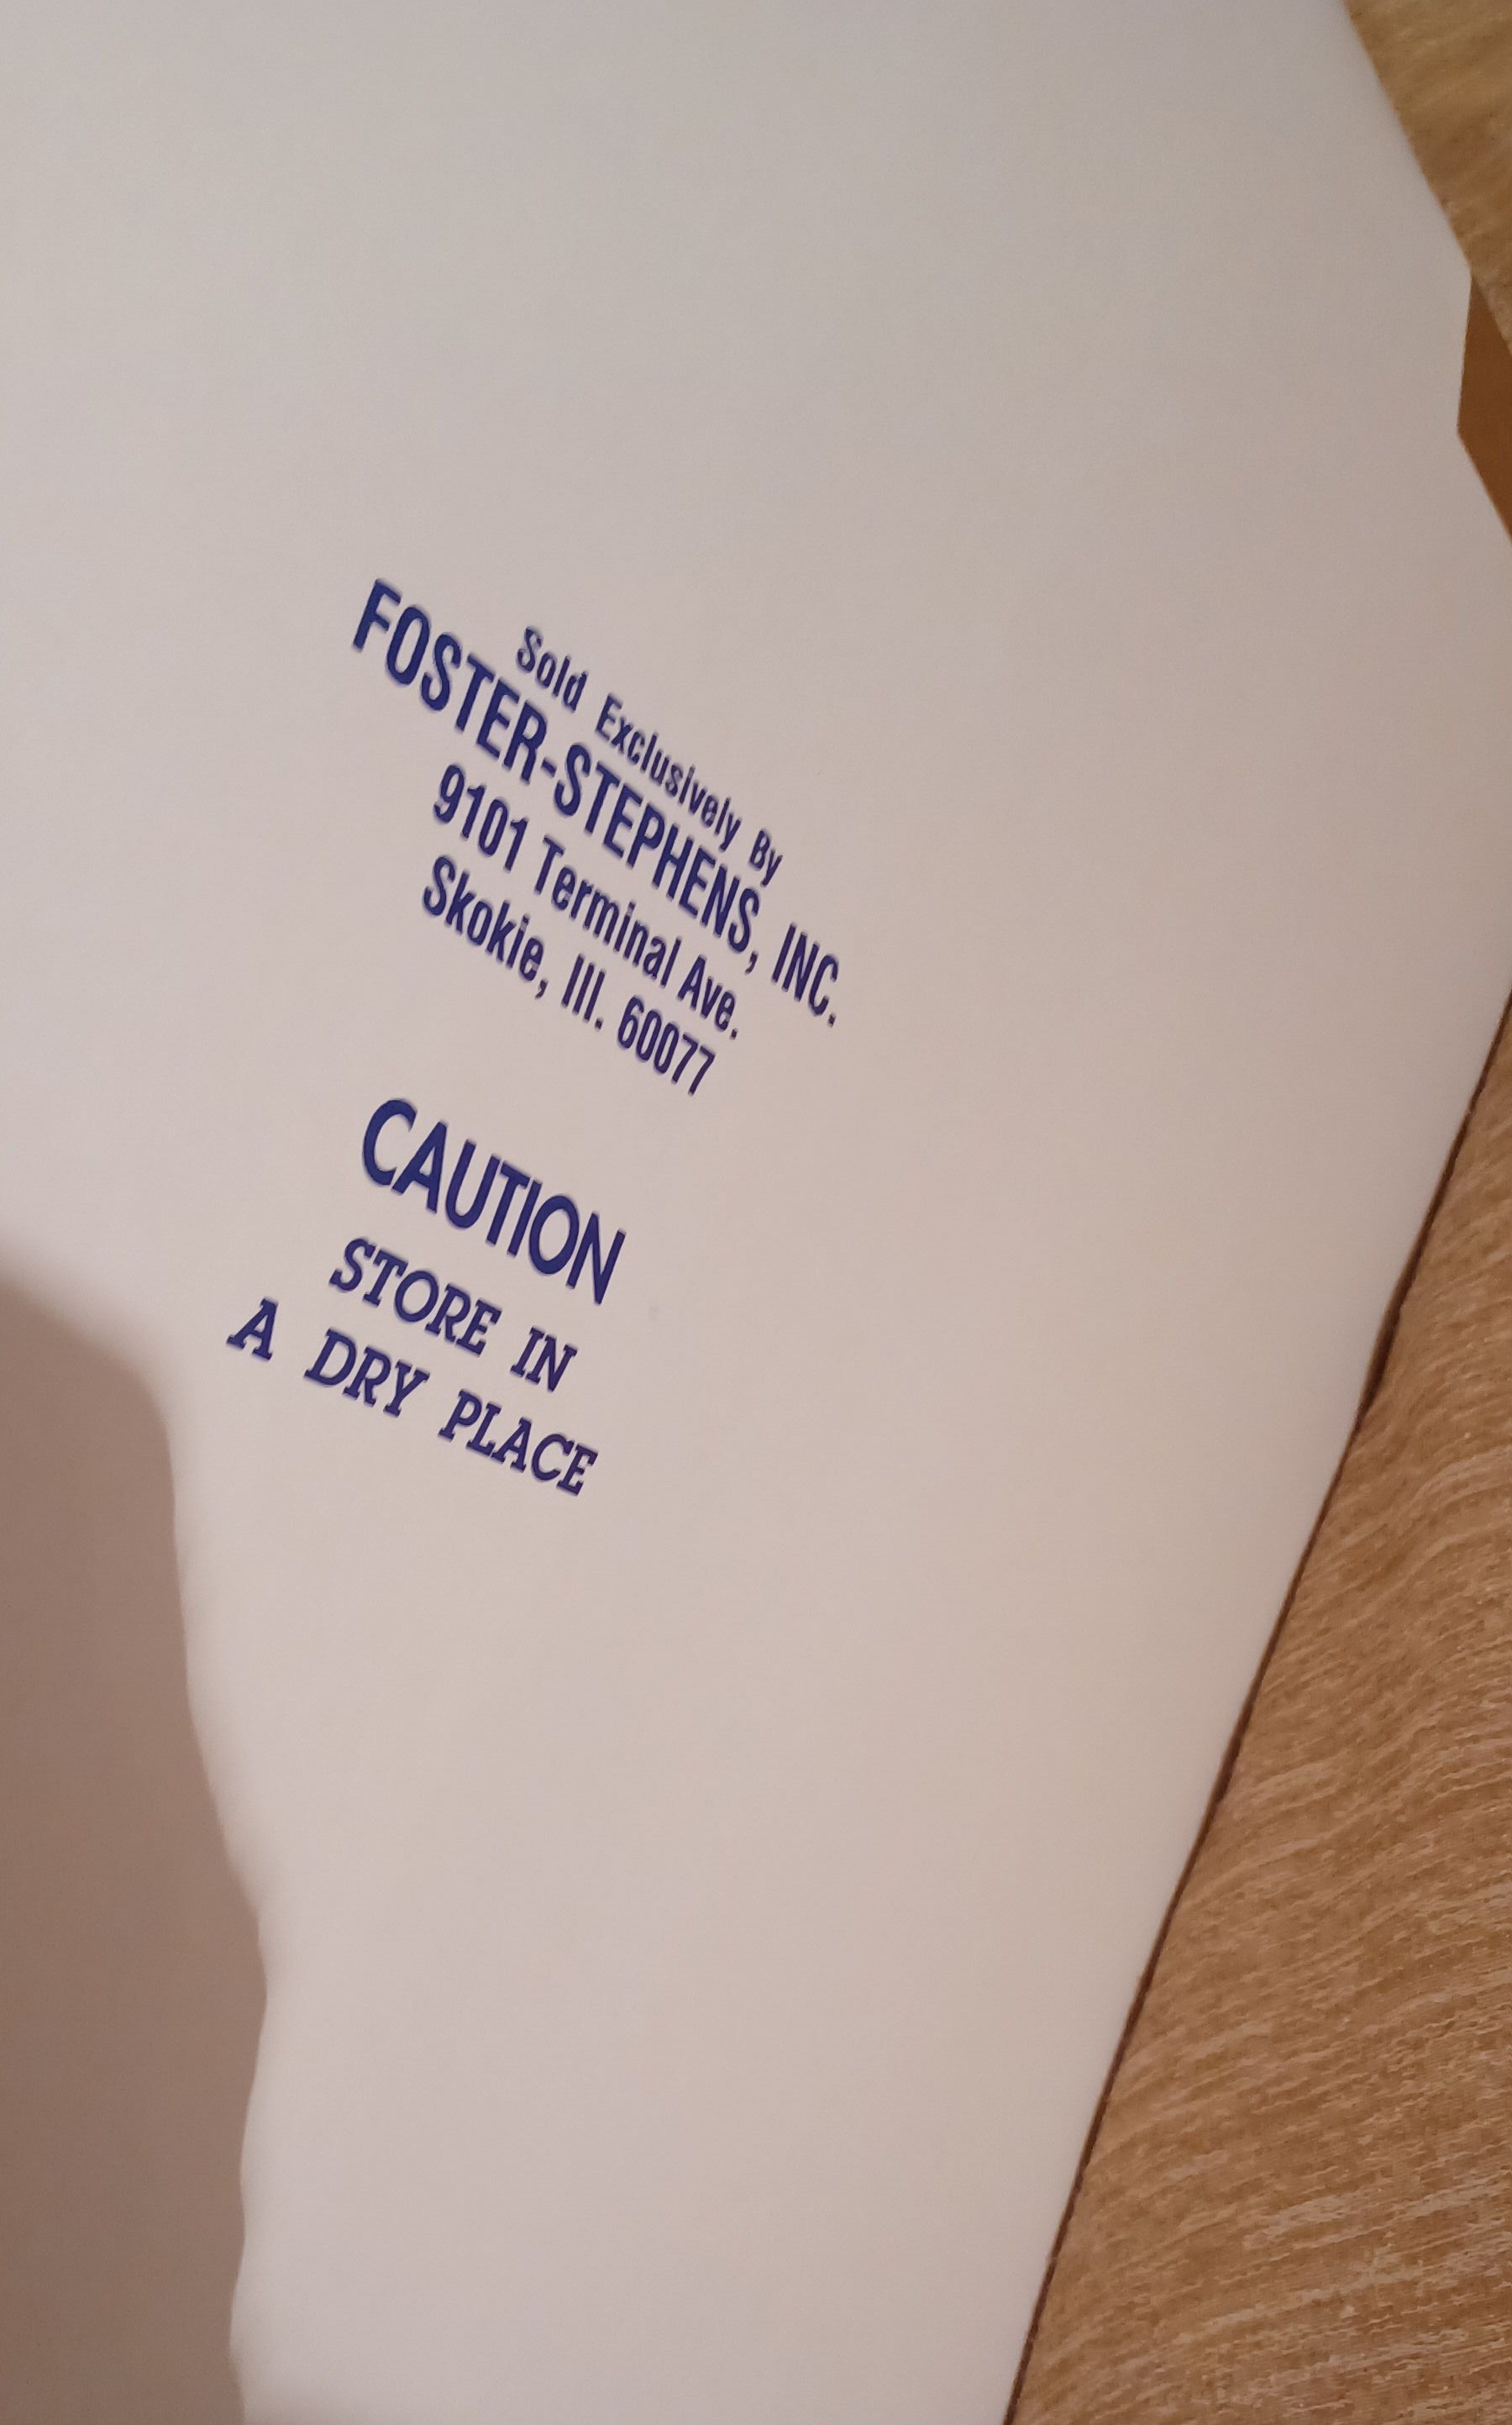 Sold Exclusively By
FOSTER-STEPHENS, INC.
9101 Terminal Ave.
Skokie, Ill. 60077
CAUTION
STORE IN
A DRY PLACE